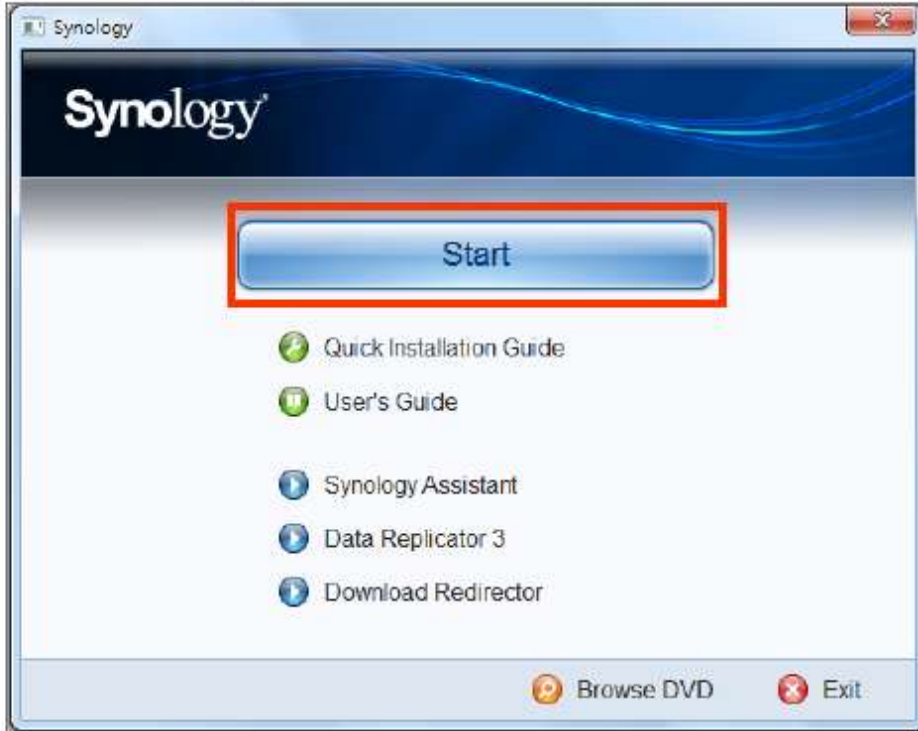 Synology
Synology
Start
Quick Installation Guide
User's Guide
Synology Assistant
Data Replicator 3
Download Redirector
Browse DVD
Exit